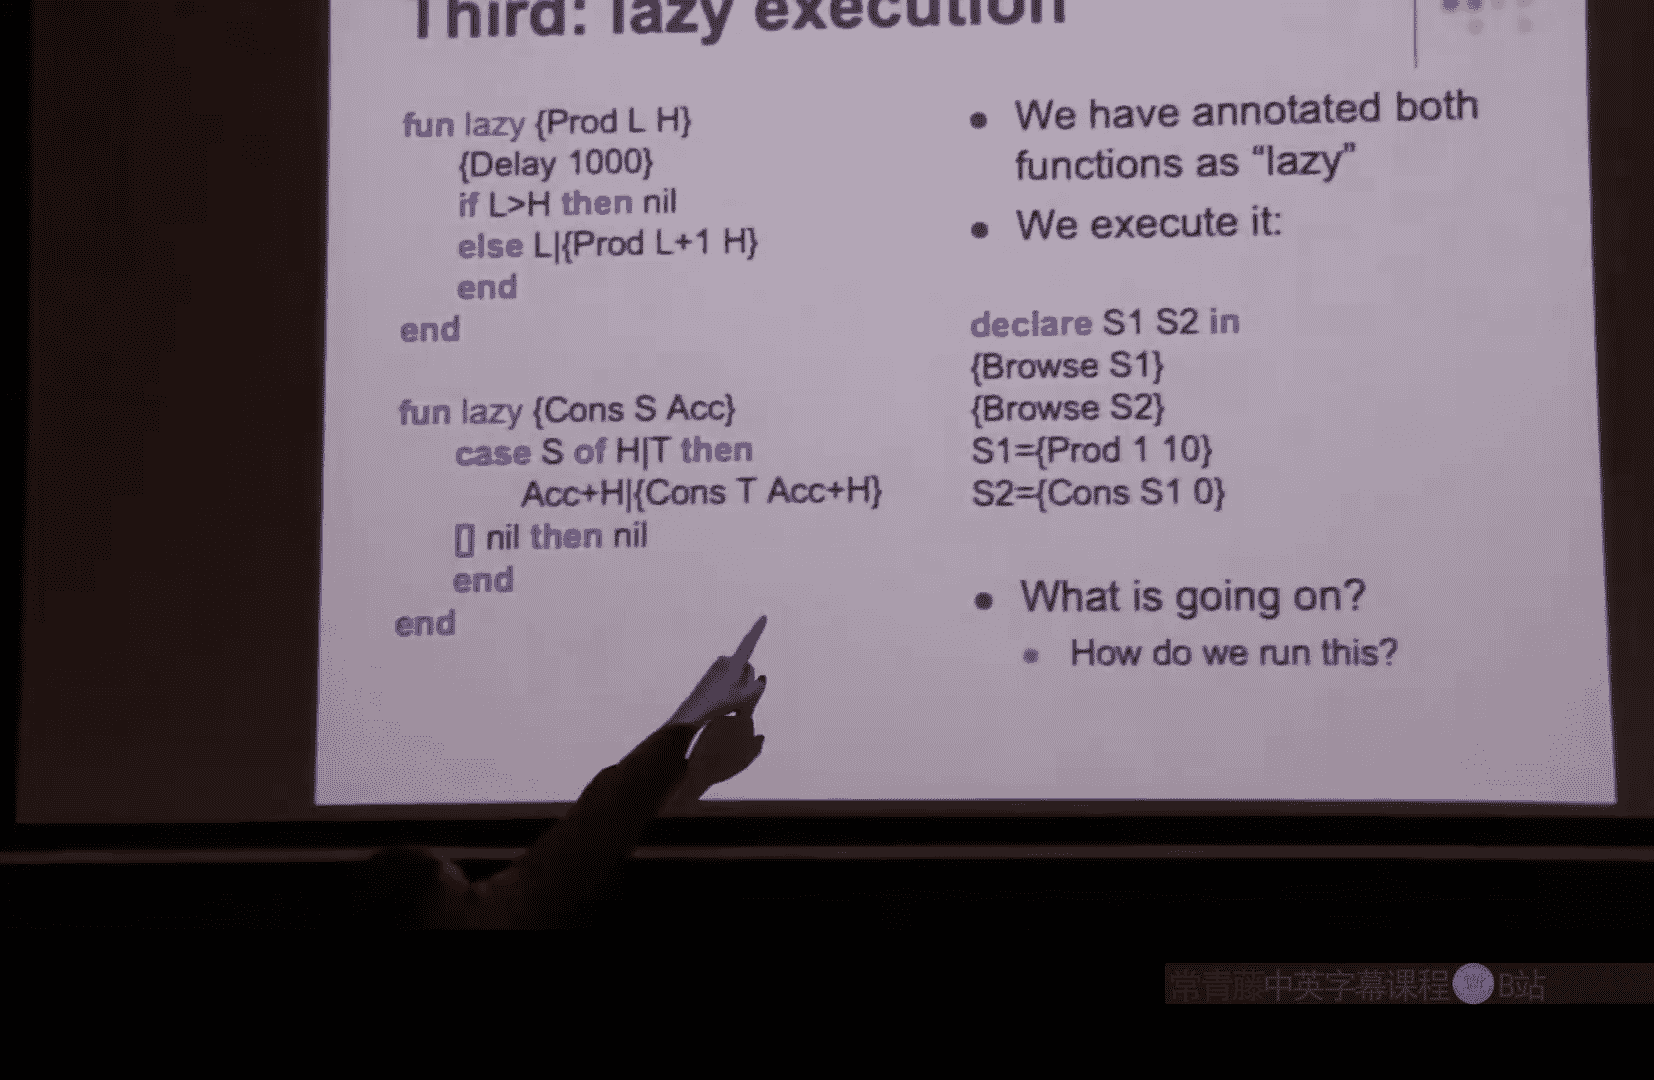 Third: lazy execution
fun lazy {Prod L H}
{Delay 1000}
if L>H then nil
else L|{Prod L+1 H}
end
end
fun lazy {Cons S Acc}
case S of H|T then
Acc+H|{Cons T Acc+H}
[] nil then nil
end
end
• We have annotated both
functions as “lazy”
• We execute it:
declare S1 S2 in
{Browse S1}
{Browse S2}
S1={Prod 1 10}
S2={Cons S1 0}
• What is going on?
• How do we run this?
常青藤中英字幕课程
B站